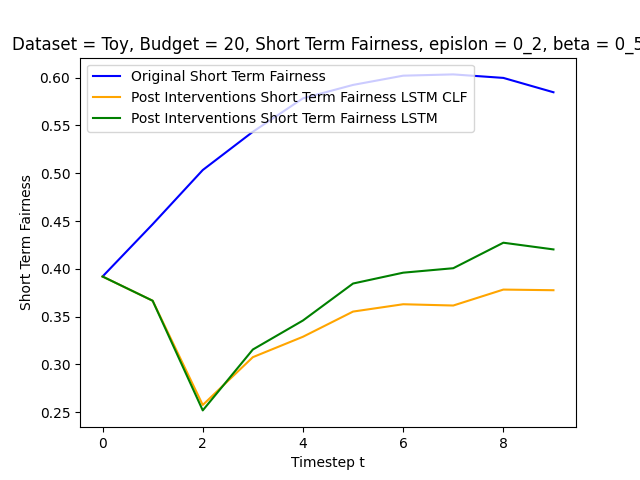 Dataset = Toy, Budget = 20, Short Term Fairness, epislon = 0_2, beta = 0_5
Original Short Term Fairness
Post Interventions Short Term Fairness LSTM CLF
Post Interventions Short Term Fairness LSTM
Short Term Fairness
0.60
0.55
0.50
0.45
0.40
0.35
0.30
0.25
0
2
4
6
8
Timestep t